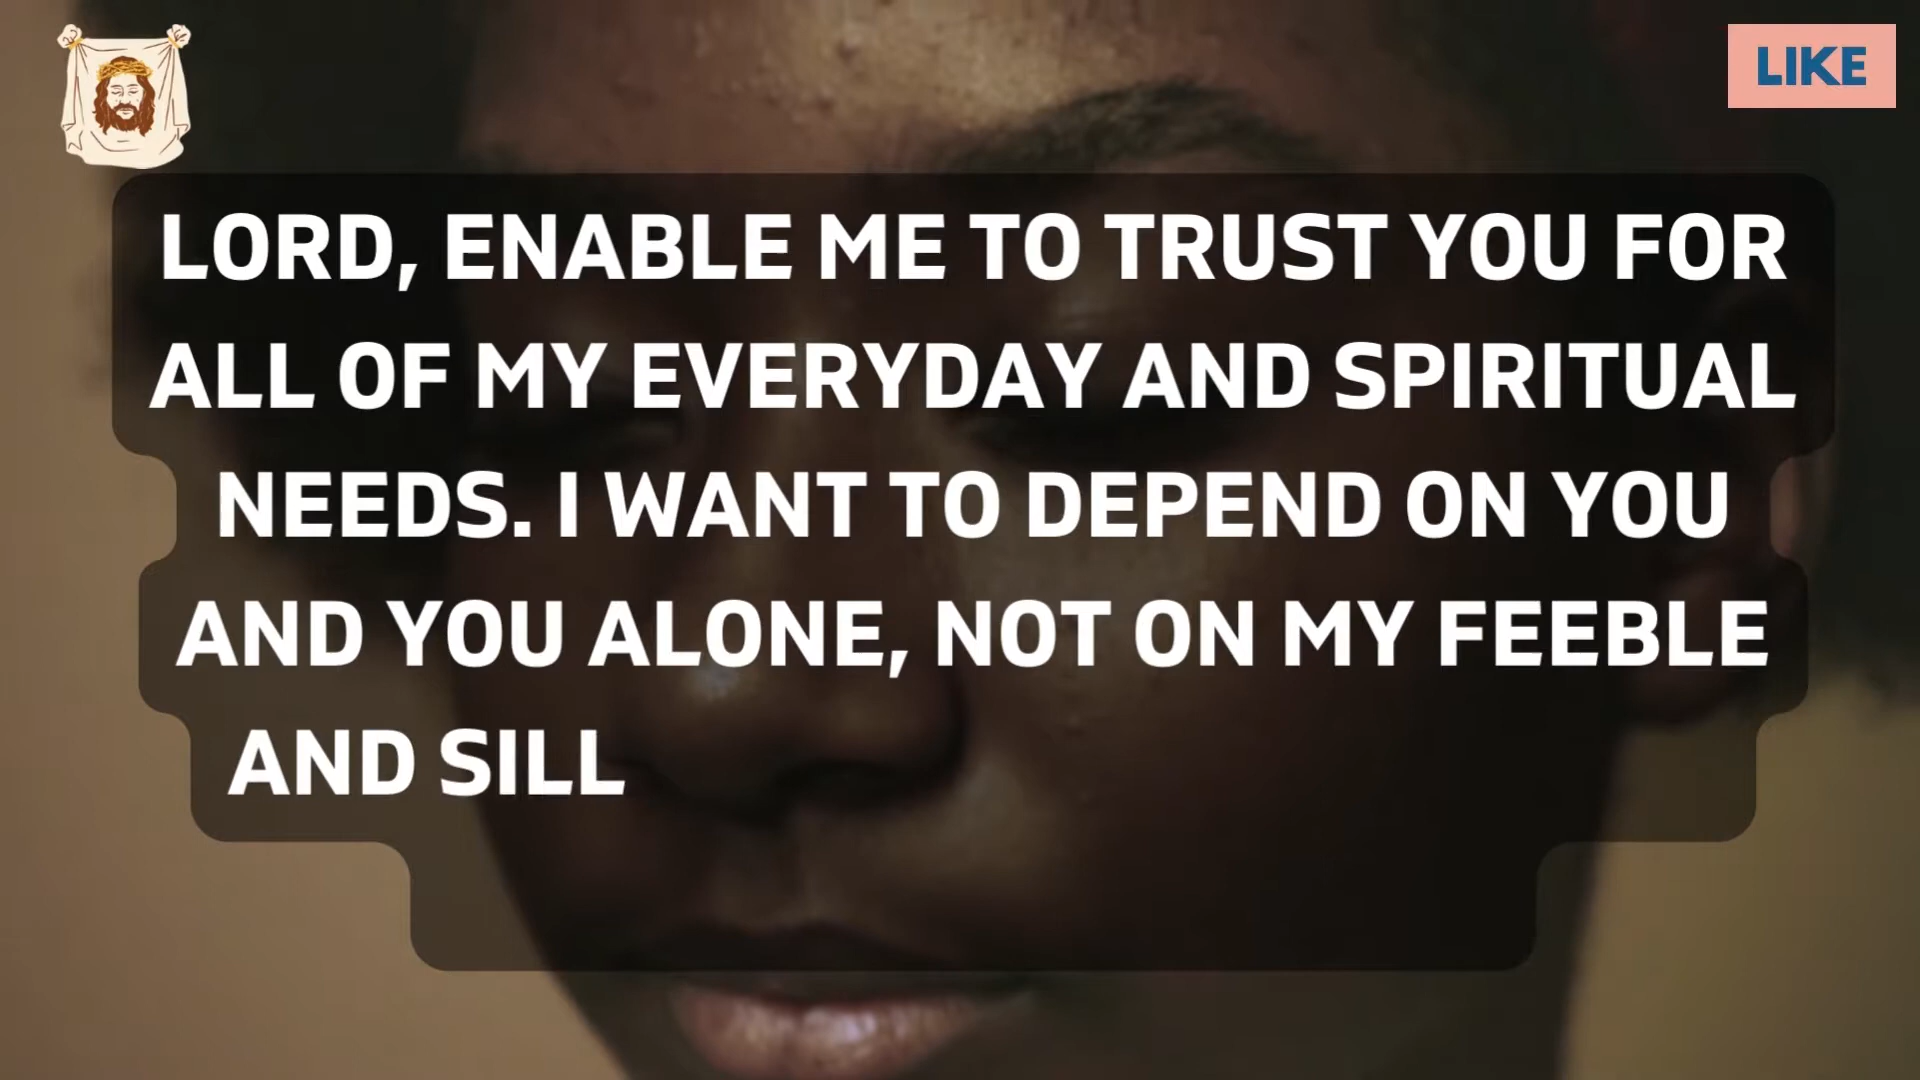 LIKE
LORD, ENABLE ME TO TRUST YOU FOR
ALL OF MY EVERYDAY AND SPIRITUAL
NEEDS. I WANT TO DEPEND ON YOU
AND YOU ALONE, NOT ON MY FEEBLE
AND SILL